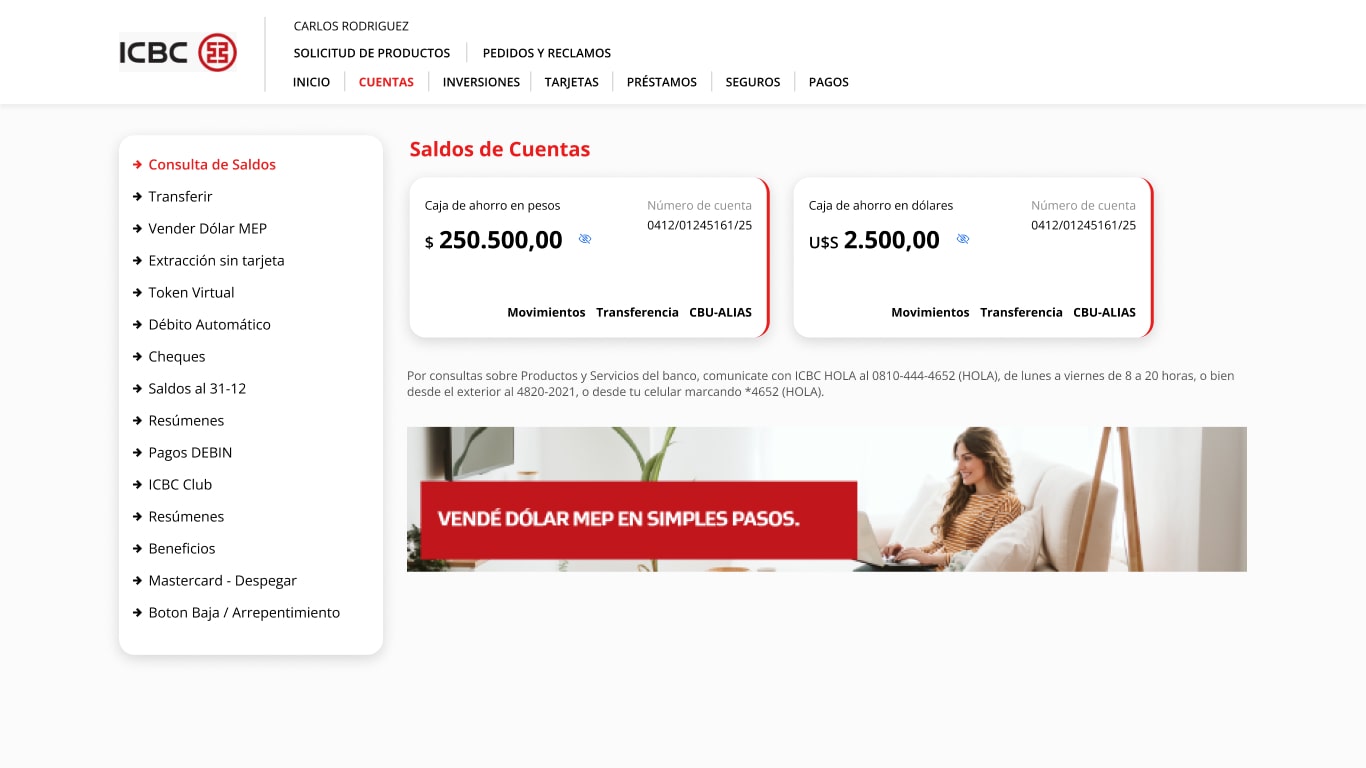 ICBC
CARLOS RODRIGUEZ
SOLICITUD DE PRODUCTOS PEDIDOS Y RECLAMOS
INICIO CUENTAS INVERSIONES TARJETAS PRÉSTAMOS SEGUROS PAGOS
Consulta de Saldos
Transferir
Vender Dólar MEP
Extracción sin tarjeta
Token Virtual
Débito Automático
Cheques
Saldos al 31-12
Resúmenes
Pagos DEBIN
ICBC Club
Resúmenes
Beneficios
Mastercard - Despegar
Boton Baja / Arrepentimiento
Saldos de Cuentas
Caja de ahorro en pesos
Número de cuenta
0412/01245161/25
$ 250.500,00
Movimientos Transferencia CBU-ALIAS
Caja de ahorro en dólares
Número de cuenta
0412/01245161/25
U$S 2.500,00
Movimientos Transferencia CBU-ALIAS
Por consultas sobre Productos y Servicios del banco, comunicate con ICBC HOLA al 0810-444-4652 (HOLA), de lunes a viernes de 8 a 20 horas, o bien
desde el exterior al 4820-2021, o desde tu celular marcando *4652 (HOLA).
VENDÉ DÓLAR MEP EN SIMPLES PASOS.